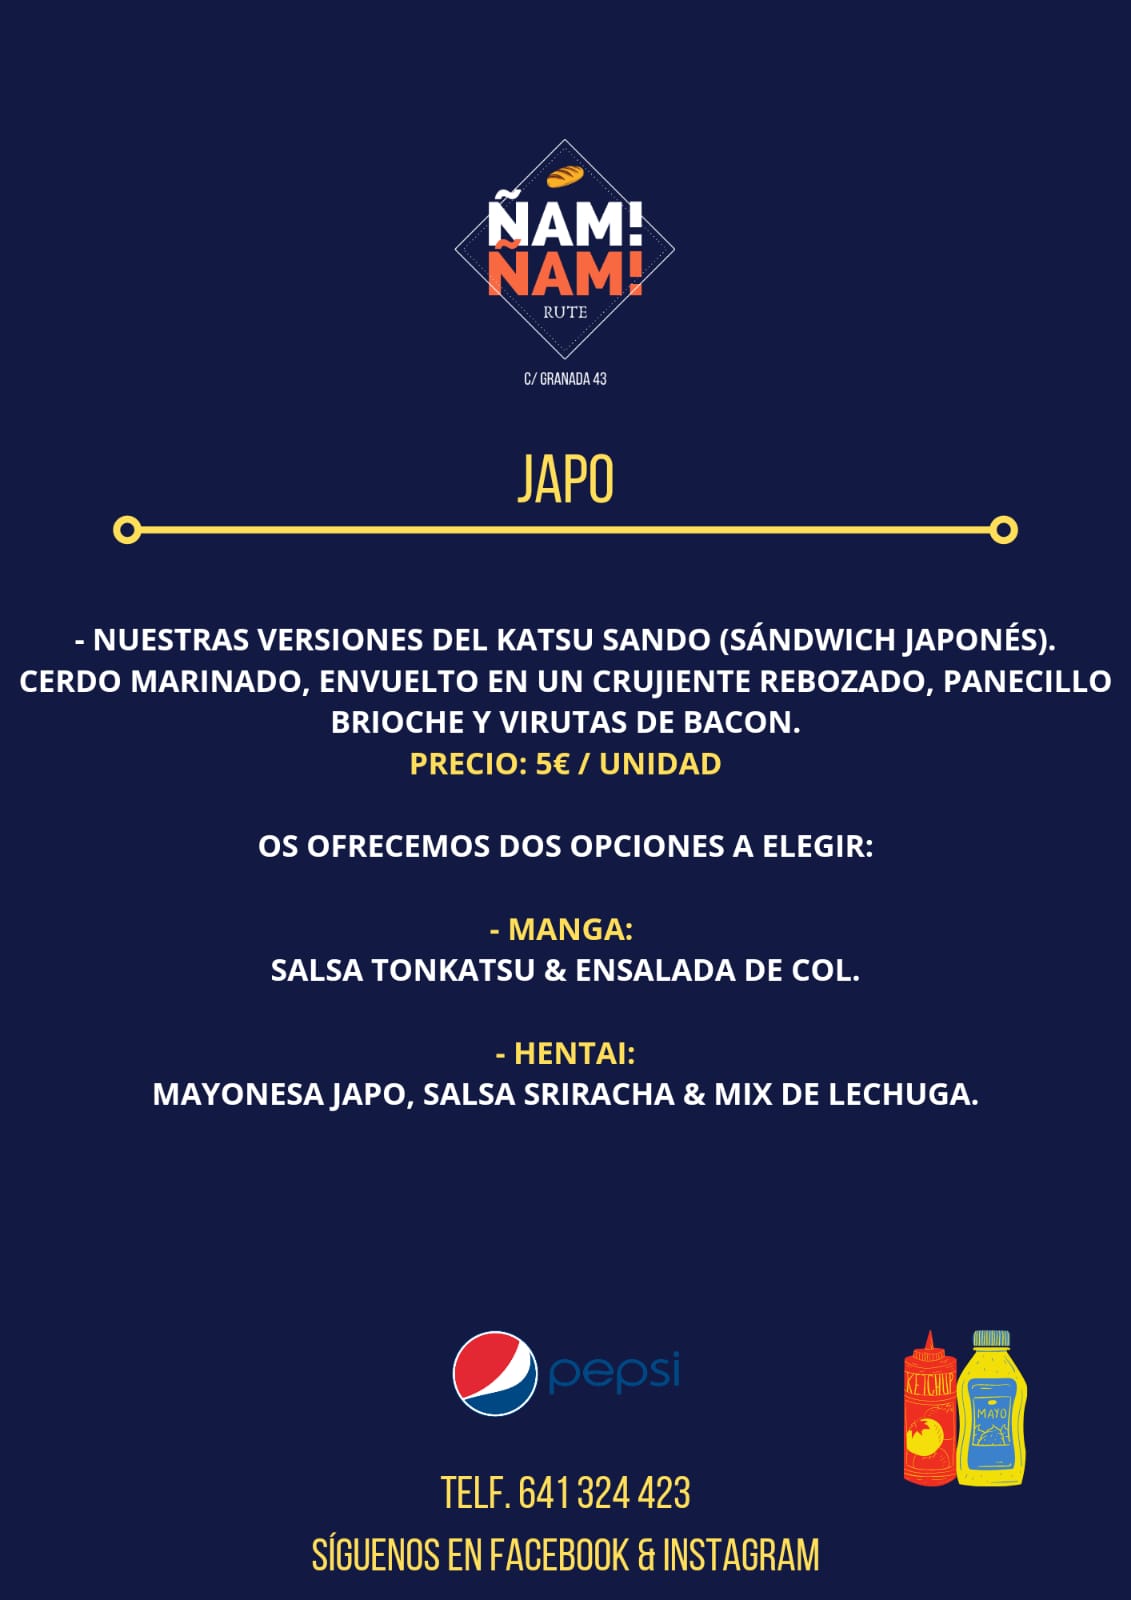 ÑAM!
ÑAM!
RUTE
C/ GRANADA 43
JAPO
- NUESTRAS VERSIONES DEL KATSU SANDO (SÁNDWICH JAPONÉS).
CERDO MARINADO, ENVUELTO EN UN CRUJIENTE REBOZADO, PANECILLO
BRIOCHE Y VIRUTAS DE BACON.
PRECIO: 5€ / UNIDAD
OS OFRECEMOS DOS OPCIONES A ELEGIR:
- MANGA:
SALSA TONKATSU & ENSALADA DE COL.
- HENTAI:
MAYONESA JAPO, SALSA SRIRACHA & MIX DE LECHUGA.
pepsi
KETCHUP
MAYO
TELF. 641 324 423
SÍGUENOS EN FACEBOOK & INSTAGRAM